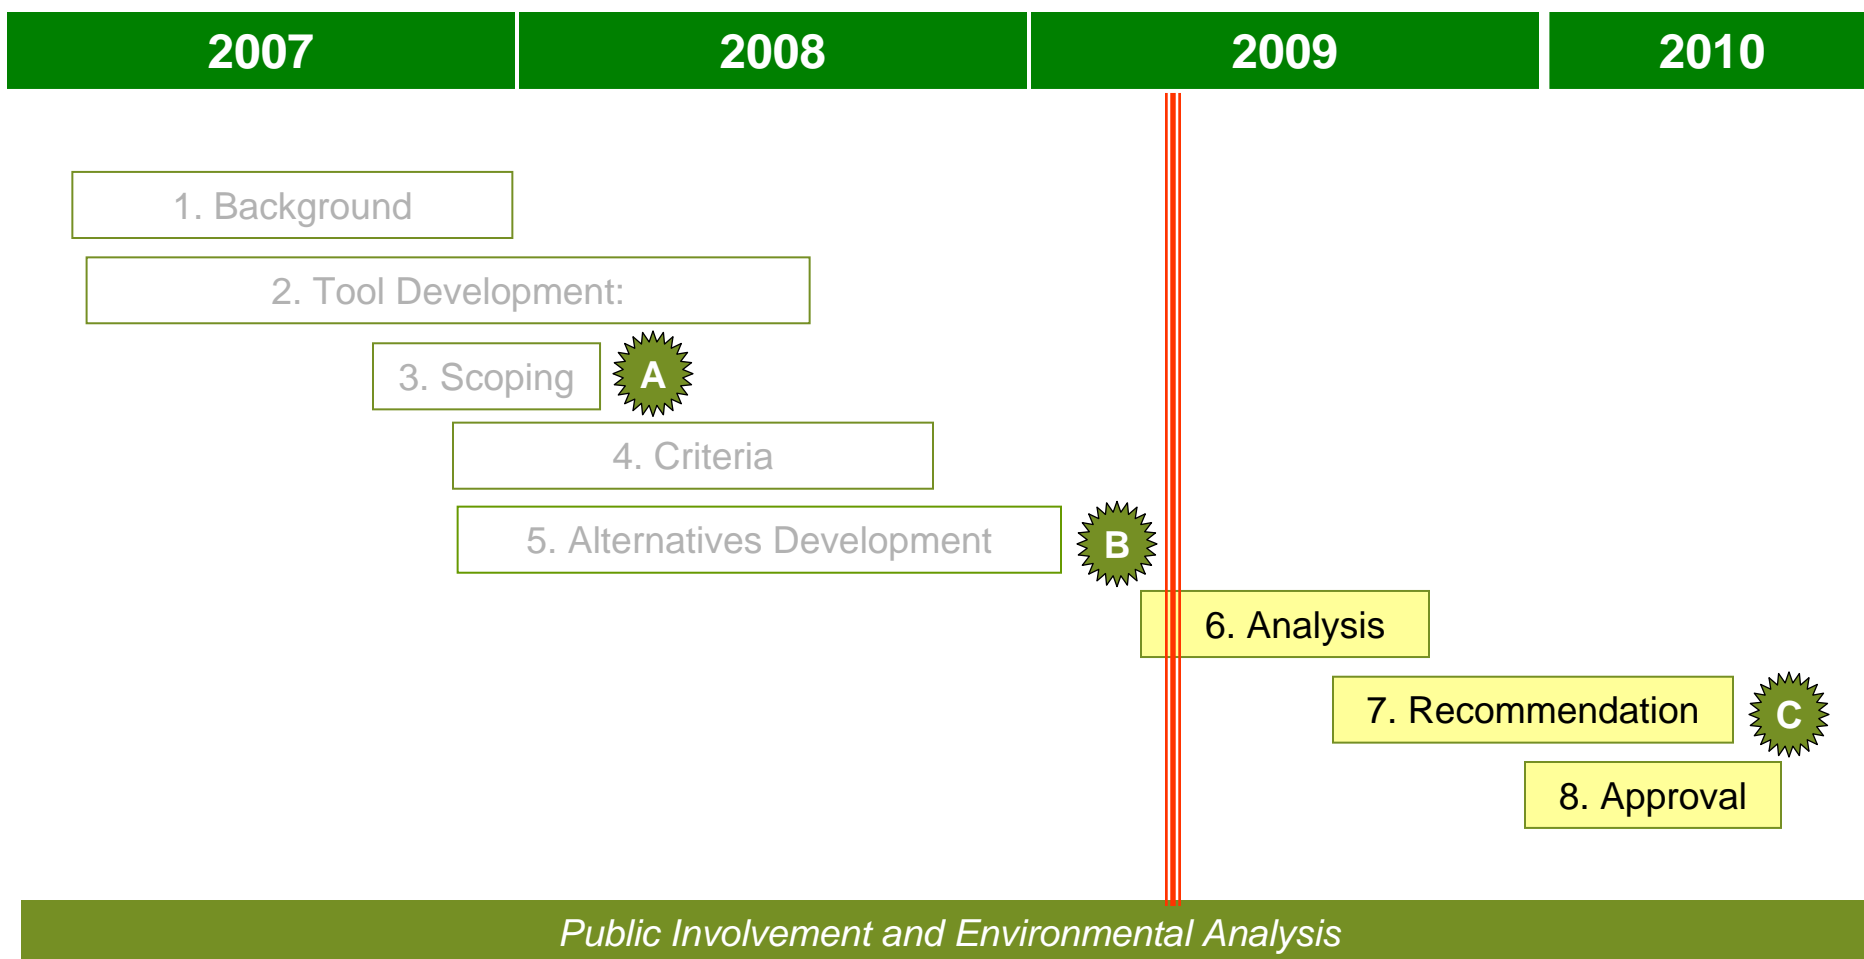 2007
2008
2009
2010
1. Background
2. Tool Development:
3. Scoping
A
4. Criteria
5. Alternatives Development
B
6. Analysis
7. Recommendation
C
8. Approval
Public Involvement and Environmental Analysis